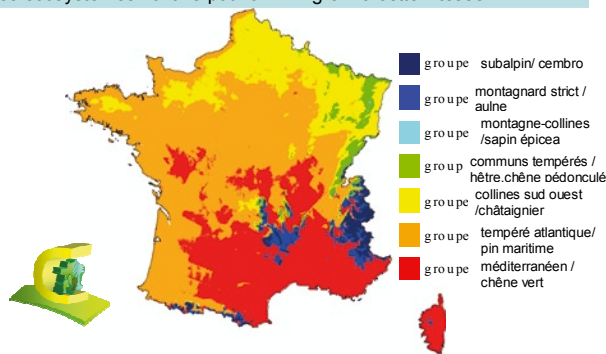 groupe subalpin/ cembro
groupe montagnard strict /
aulne
groupe montagne-collines
/sapin épicea
group communs tempérés /
hêtre.chêne pédonculé
groupe collines sud ouest
/châtaignier
groupe tempéré atlantique/
pin maritime
groupe méditerranéen /
chêne vert